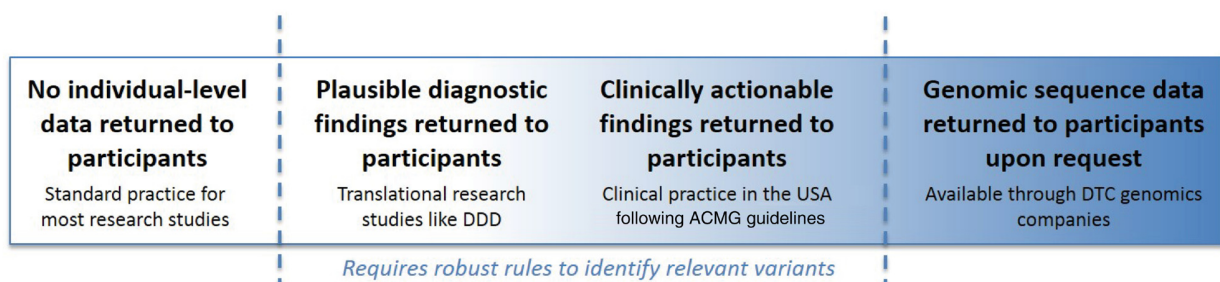 No individual-level
data returned to
participants
Standard practice for
most research studies
Plausible diagnostic
findings returned to
participants
Translational research
studies like DDD
Clinically actionable
findings returned to
participants
Clinical practice in the USA
following ACMG guidelines
Genomic sequence data
returned to participants
upon request
Available through DTC genomics
companies
Requires robust rules to identify relevant variants